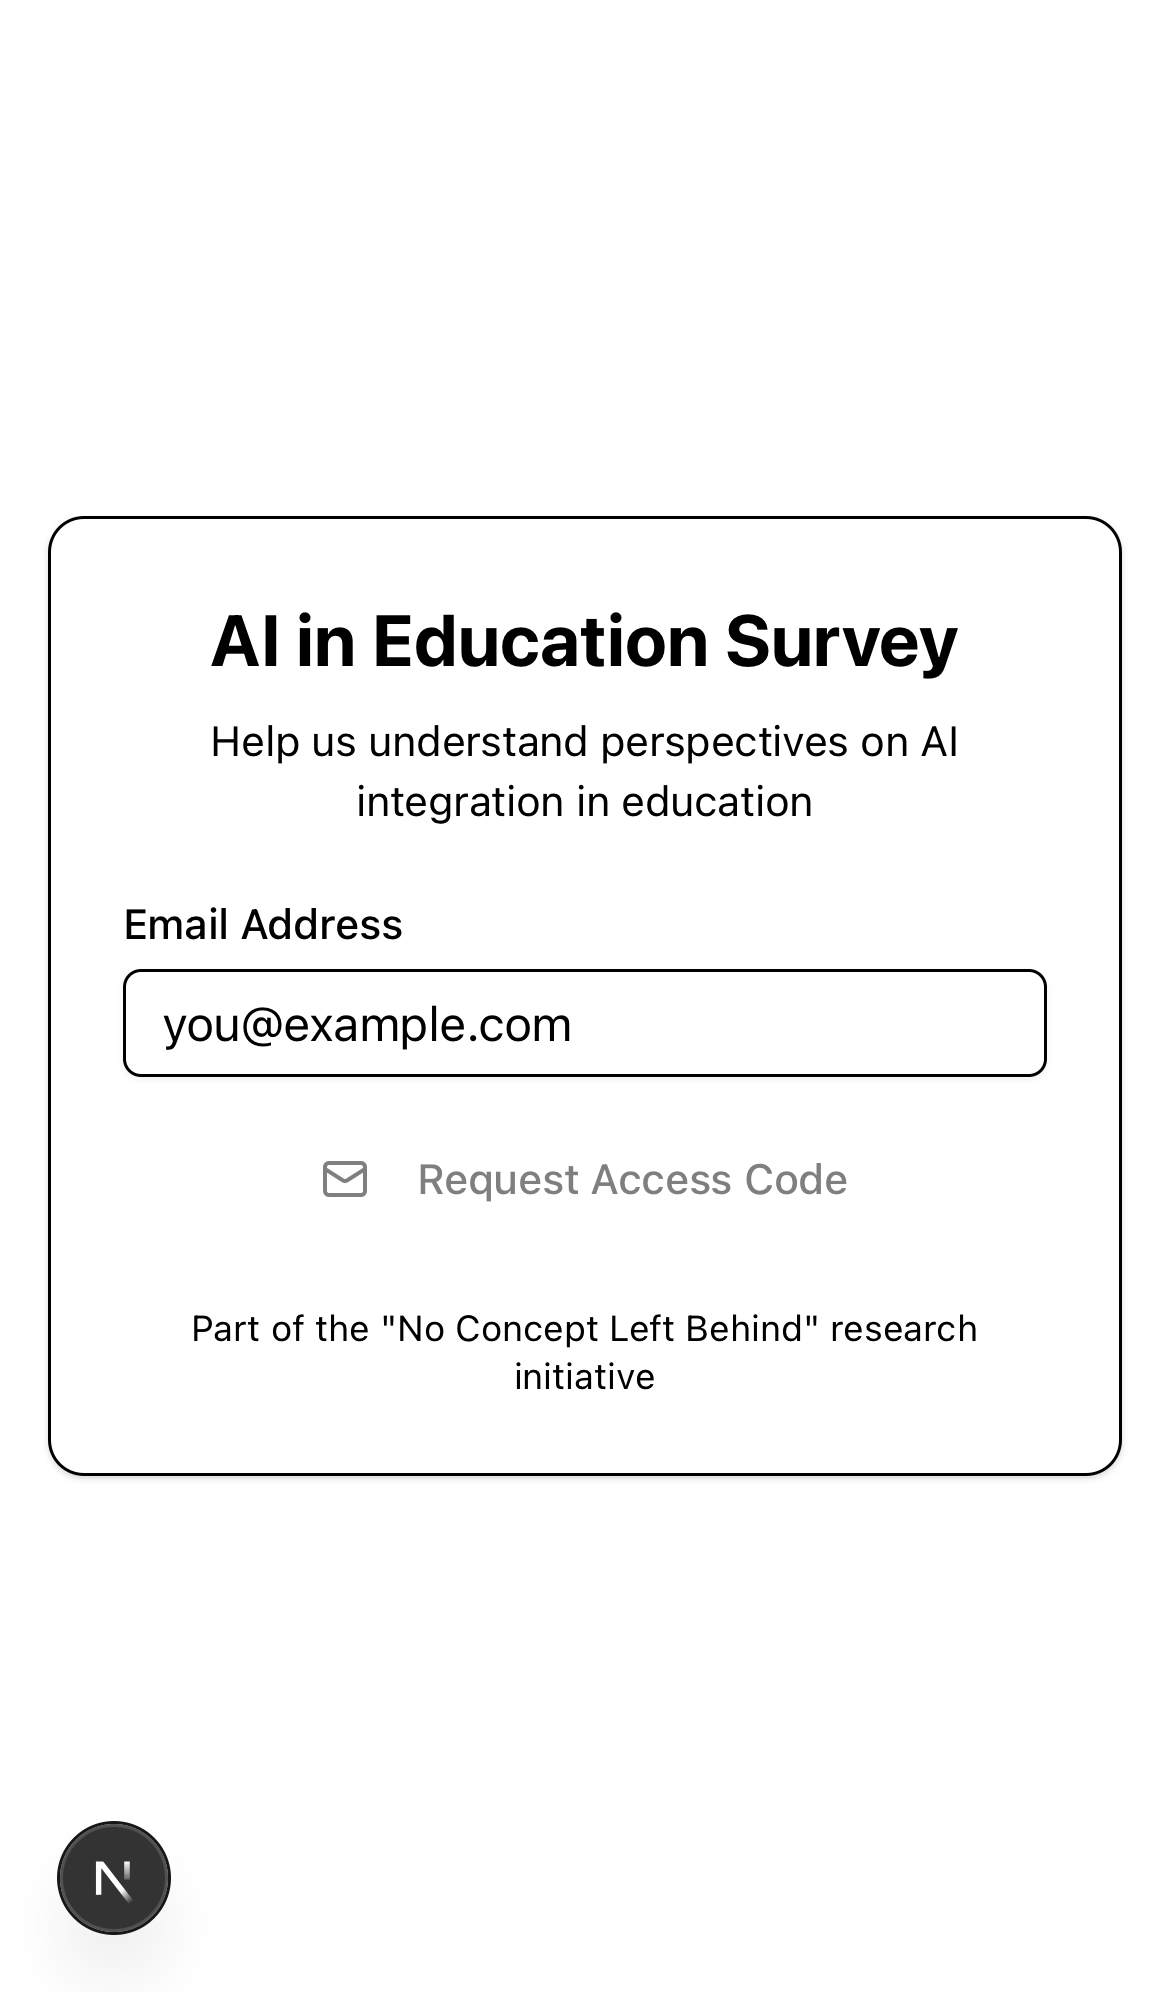 AI in Education Survey
Help us understand perspectives on AI
integration in education
Email Address
you@example.com
Request Access Code
Part of the "No Concept Left Behind" research
initiative
N